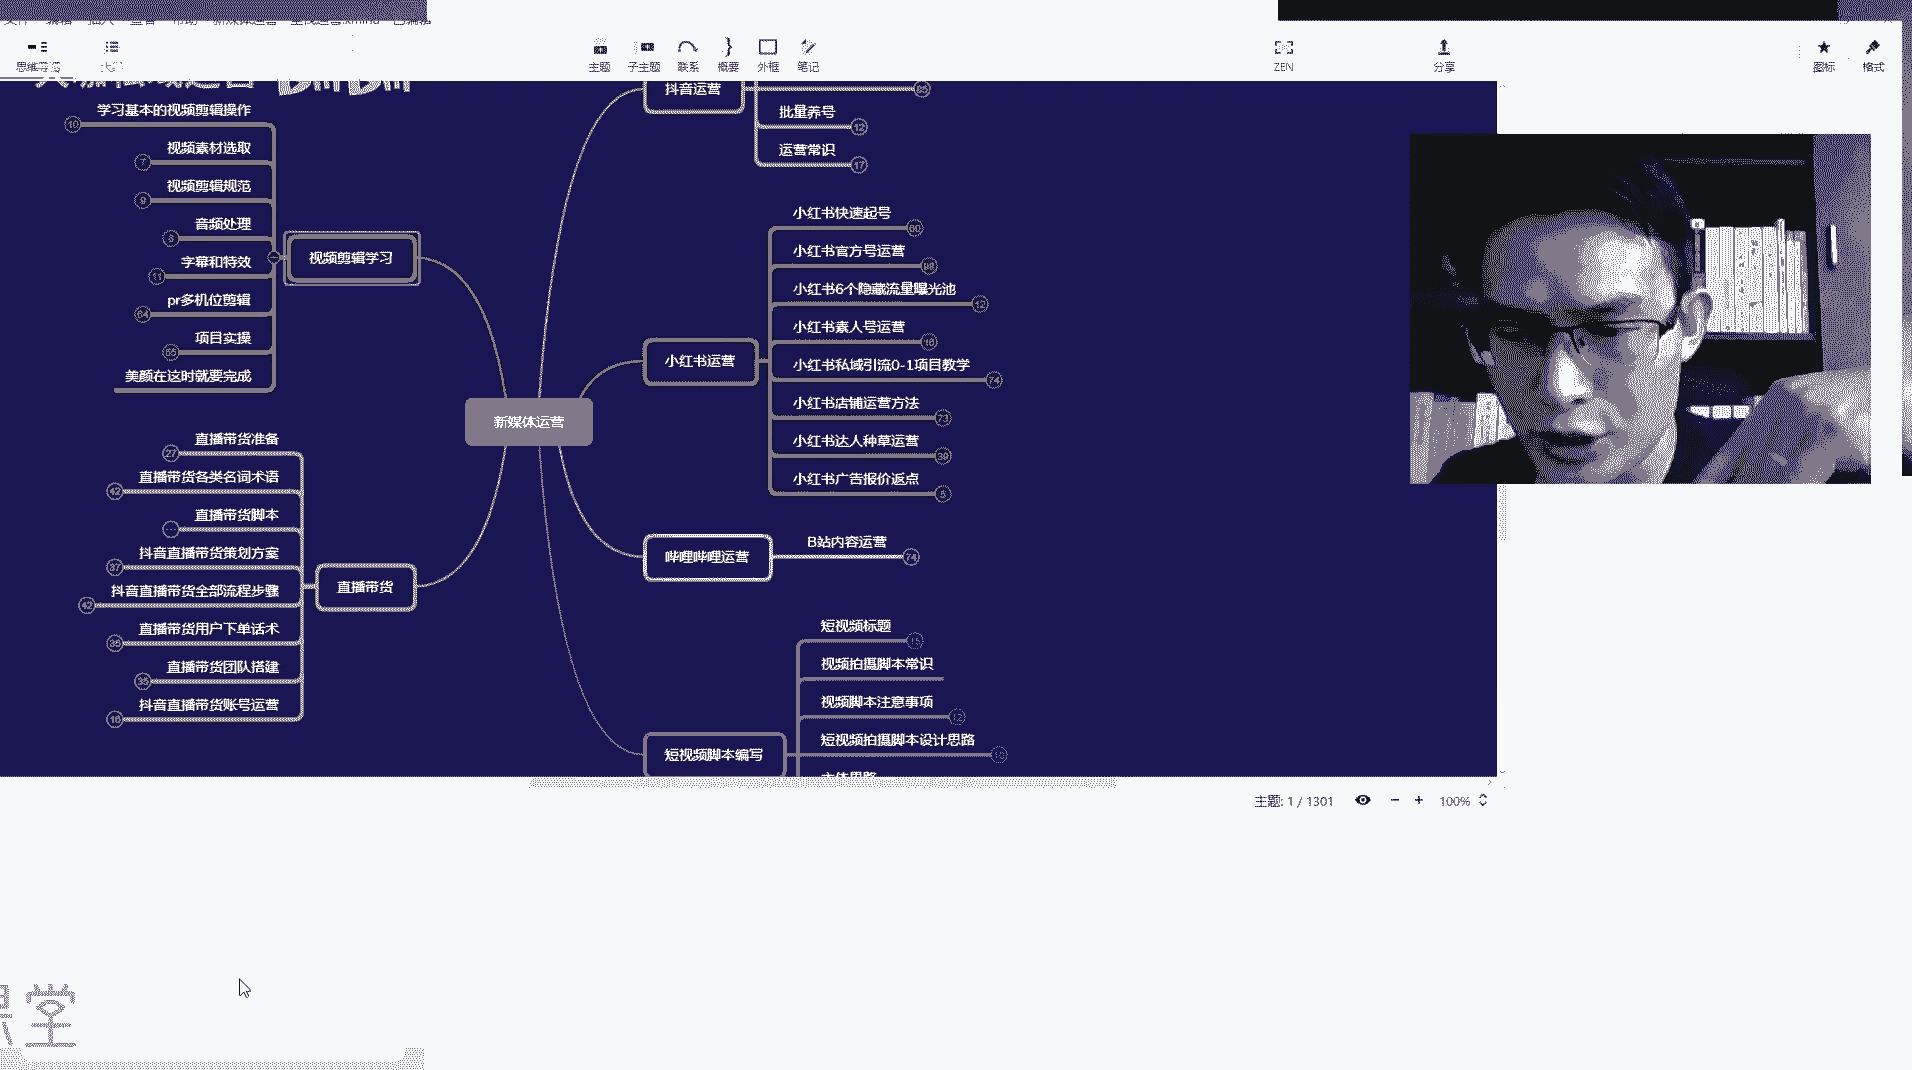 文件 编辑 插入 查看 帮助
思维导图
主题
子主题
联系
概要
外框
笔记
ZEN
分享
图标
格式
bilibili
学习基本的视频剪辑操作
10
视频素材选取
7
视频剪辑规范
9
音频处理
8
字幕和特效
11
pr多机位剪辑
64
项目实操
65
美颜在这时就要完成
视频剪辑学习
直播带货准备
27
直播带货各类名词术语
42
直播带货脚本
抖音直播带货策划方案
37
抖音直播带货全部流程步骤
42
直播带货用户下单话术
直播带货团队搭建
抖音直播带货账号运营
16
直播带货
新媒体运营
抖音运营
批量养号
12
运营常识
17
小红书运营
小红书快速起号
60
小红书官方号运营
小红书6个隐藏流量曝光池
12
小红书素人号运营
小红书私域引流0-1项目教学
74
小红书店铺运营方法
73
小红书达人种草运营
39
小红书广告报价返点
5
哔哩哔哩运营
B站内容运营
74
短视频脚本编写
短视频标题
15
视频拍摄脚本常识
视频脚本注意事项
12
短视频拍摄脚本设计思路
主题: 1 / 1301
100%
堂